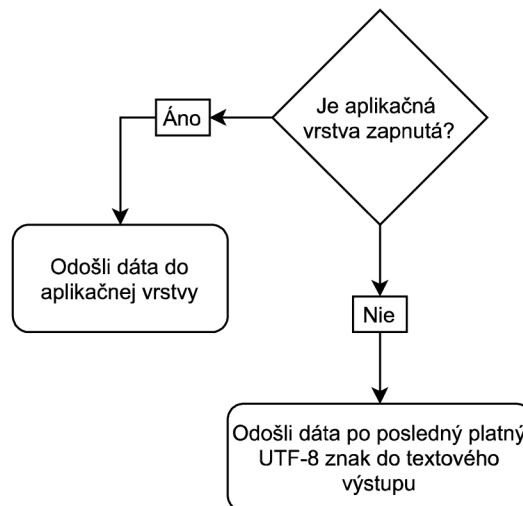 Je aplikačná
vrstva zapnutá?
Áno
Odošli dáta do
aplikačnej vrstvy
Nie
Odošli dáta po posledný platný
UTF-8 znak do textového
výstupu